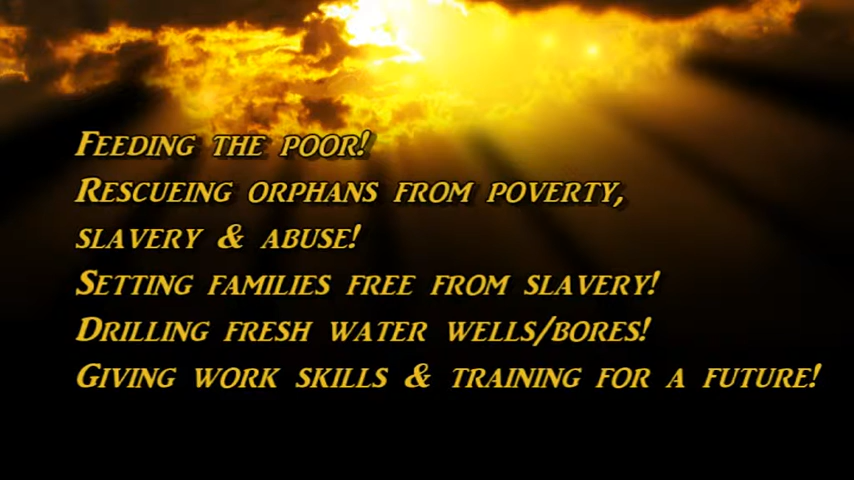 Feeding the poor!
Rescueing orphans from poverty,
slavery & abuse!
Setting families free from slavery!
Drilling fresh water wells/bores!
Giving work skills & training for a future!